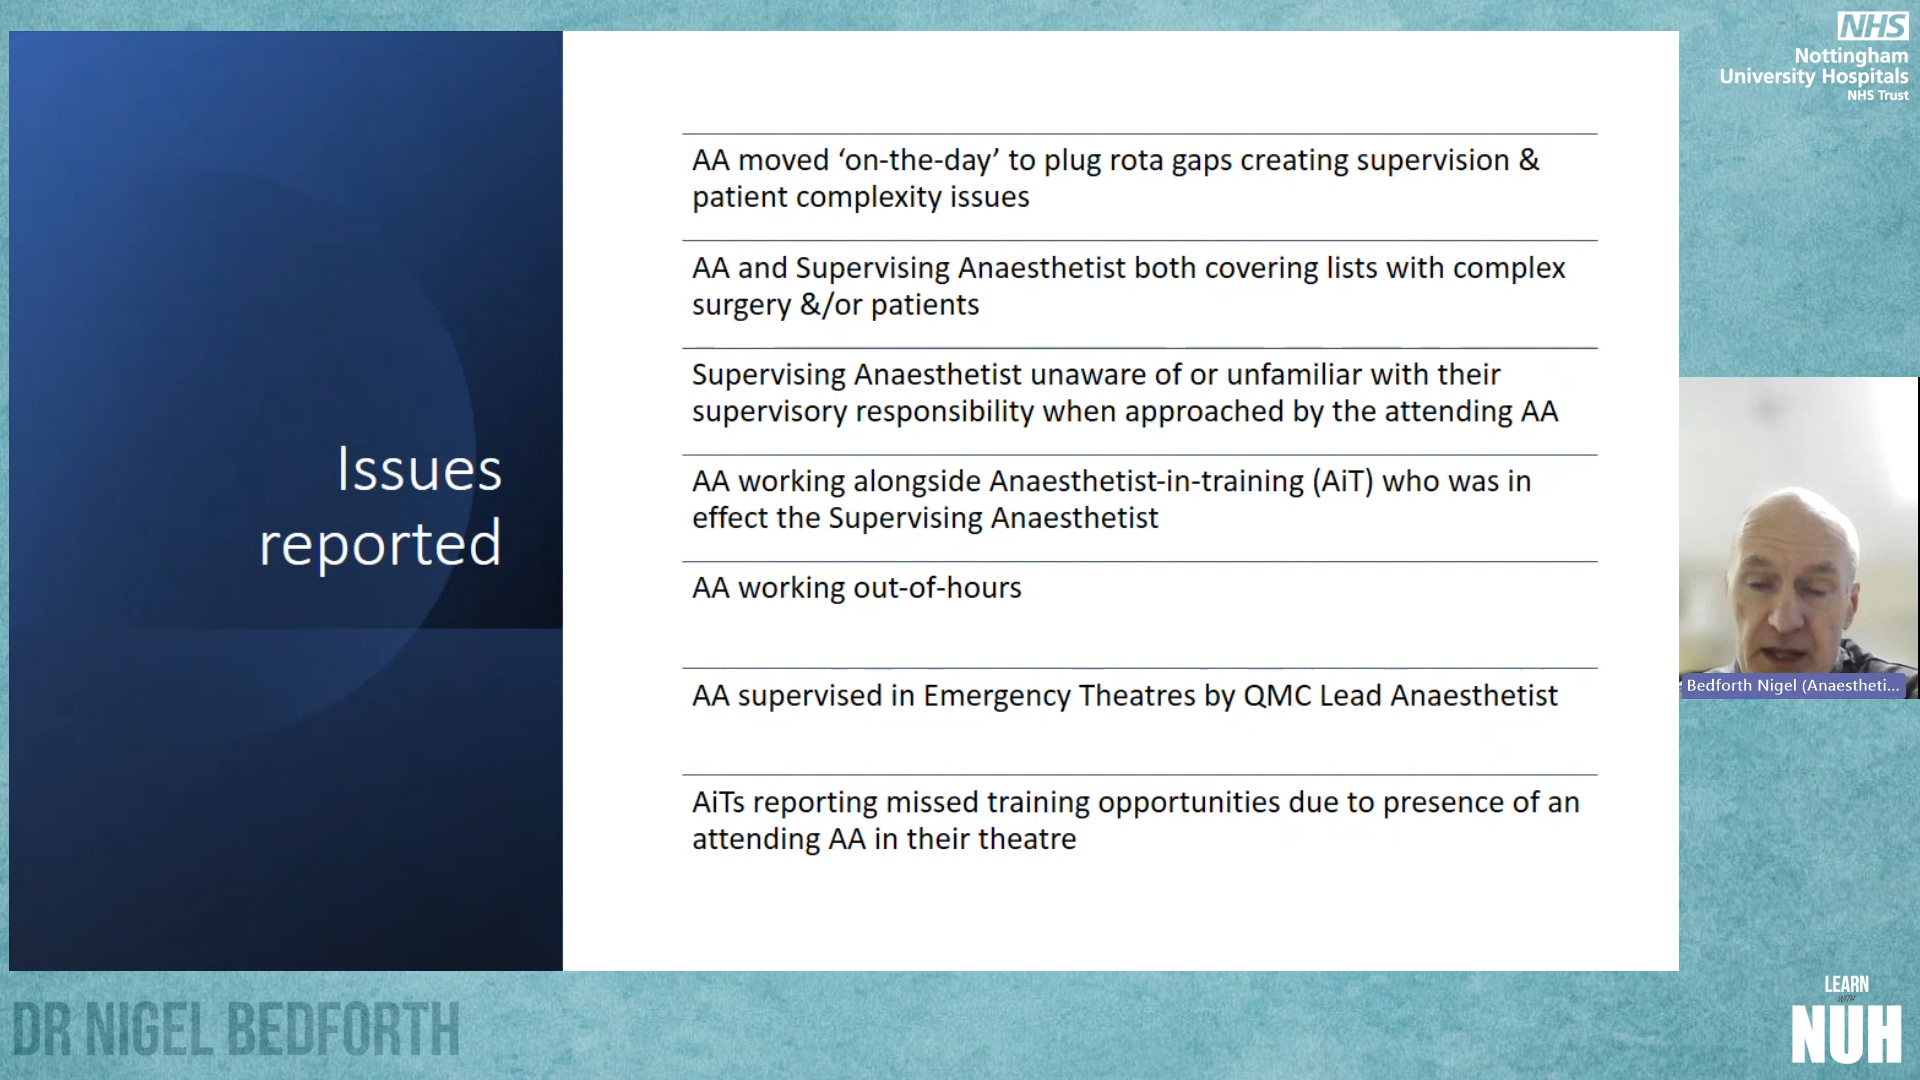 NHS
Nottingham
University Hospitals
NHS Trust
Issues
reported
AA moved ‘on-the-day’ to plug rota gaps creating supervision &
patient complexity issues
AA and Supervising Anaesthetist both covering lists with complex
surgery &/or patients
Supervising Anaesthetist unaware of or unfamiliar with their
supervisory responsibility when approached by the attending AA
AA working alongside Anaesthetist-in-training (AiT) who was in
effect the Supervising Anaesthetist
AA working out-of-hours
AA supervised in Emergency Theatres by QMC Lead Anaesthetist
AiTs reporting missed training opportunities due to presence of an
attending AA in their theatre
Bedforth Nigel (Anaestheti...
DR NIGEL BEDFORTH
LEARN
WITH
NUH